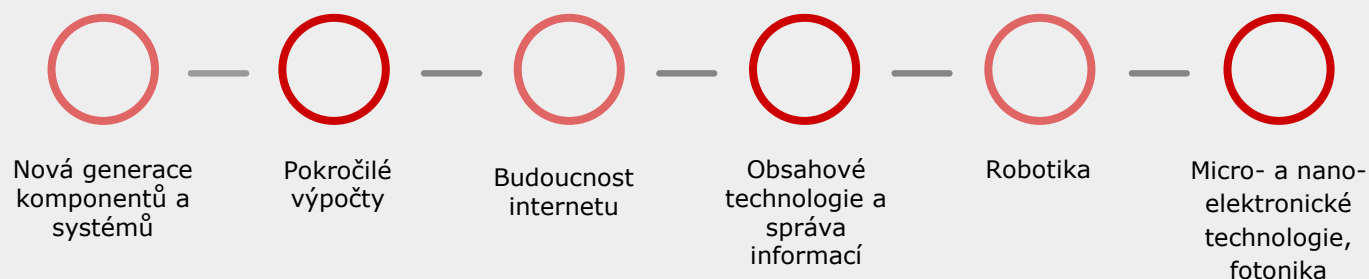 Nová generace
komponentů a
systémů
Pokročilé
výpočty
Budoucnost
internetu
Obsahové
technologie a
správa
informací
Robotika
Micro- a nano-
elektronické
technologie,
fotonika